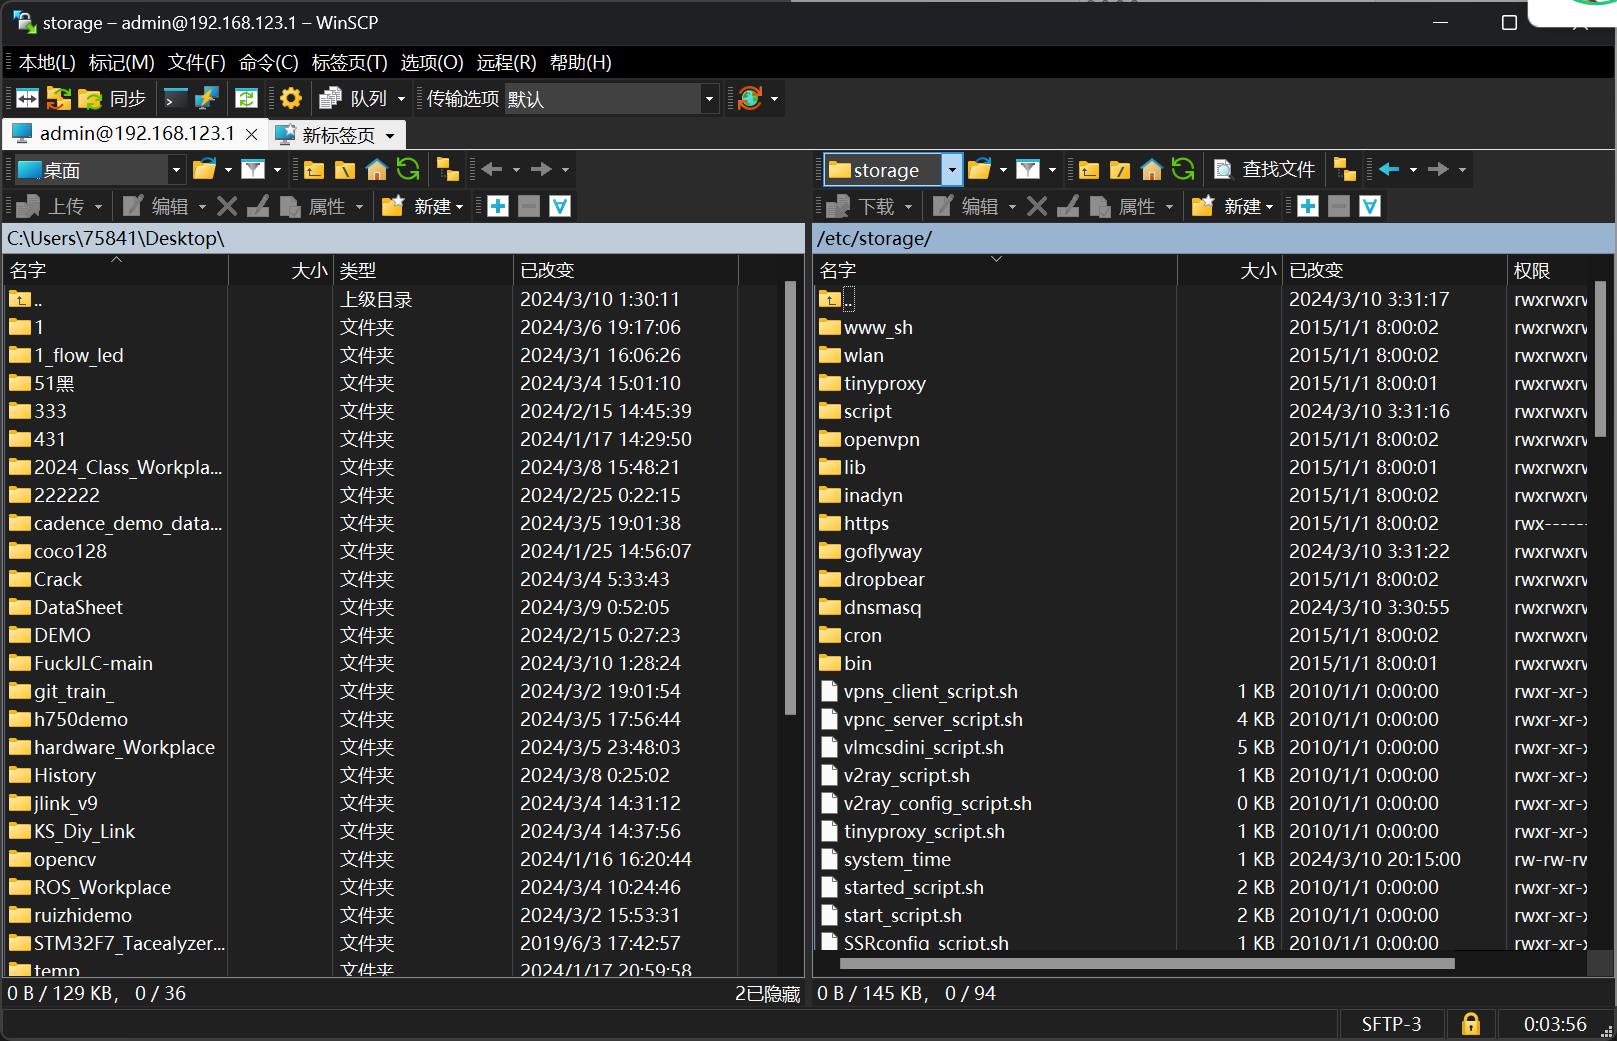 storage – admin@192.168.123.1 – WinSCP
本地(L) 标记(M) 文件(F) 命令(C) 标签页(T) 选项(O) 远程(R) 帮助(H)
同步 队列 传输选项 默认
admin@192.168.123.1 新标签页
桌面
上传 编辑 属性 新建
C:\Users\75841\Desktop\
名字 大小 类型 已改变
.. 上级目录 2024/3/10 1:30:11
1 文件夹 2024/3/6 19:17:06
1_flow_led 文件夹 2024/3/1 16:06:26
51黑 文件夹 2024/3/4 15:01:10
333 文件夹 2024/2/15 14:45:39
431 文件夹 2024/1/17 14:29:50
2024_Class_Workpla... 文件夹 2024/3/8 15:48:21
222222 文件夹 2024/2/25 0:22:15
cadence_demo_data... 文件夹 2024/3/5 19:01:38
coco128 文件夹 2024/1/25 14:56:07
Crack 文件夹 2024/3/4 5:33:43
DataSheet 文件夹 2024/3/9 0:52:05
DEMO 文件夹 2024/2/15 0:27:23
FuckJLC-main 文件夹 2024/3/10 1:28:24
git_train_ 文件夹 2024/3/2 19:01:54
h750demo 文件夹 2024/3/5 17:56:44
hardware_Workplace 文件夹 2024/3/5 23:48:03
History 文件夹 2024/3/8 0:25:02
jlink_v9 文件夹 2024/3/4 14:31:12
KS_Diy_Link 文件夹 2024/3/4 14:37:56
opencv 文件夹 2024/1/16 16:20:44
ROS_Workplace 文件夹 2024/3/4 10:24:46
ruizhidemo 文件夹 2024/3/2 15:53:31
STM32F7_Tacealyzer... 文件夹 2019/6/3 17:42:57
temp 文件夹 2024/1/17 20:59:58
0 B / 129 KB， 0 / 36 2已隐藏
storage 查找文件
下载 编辑 属性 新建
/etc/storage/
名字 大小 已改变 权限
.. 2024/3/10 3:31:17 rwxrwxrw
www_sh 2015/1/1 8:00:02 rwxrwxrw
wlan 2015/1/1 8:00:02 rwxrwxrw
tinyproxy 2015/1/1 8:00:01 rwxrwxrw
script 2024/3/10 3:31:16 rwxrwxrw
openvpn 2015/1/1 8:00:02 rwxrwxrw
lib 2015/1/1 8:00:01 rwxrwxrw
inadyn 2015/1/1 8:00:02 rwxrwxrw
https 2015/1/1 8:00:02 rwx-----
goflyway 2024/3/10 3:31:22 rwxrwxrw
dropbear 2015/1/1 8:00:02 rwxrwxrw
dnsmasq 2024/3/10 3:30:55 rwxrwxrw
cron 2015/1/1 8:00:02 rwxrwxrw
bin 2015/1/1 8:00:01 rwxrwxrw
vpns_client_script.sh 1 KB 2010/1/1 0:00:00 rwxr-xr-x
vpnc_server_script.sh 4 KB 2010/1/1 0:00:00 rwxr-xr-x
vlmcsdini_script.sh 5 KB 2010/1/1 0:00:00 rwxr-xr-x
v2ray_script.sh 1 KB 2010/1/1 0:00:00 rwxr-xr-x
v2ray_config_script.sh 0 KB 2010/1/1 0:00:00 rwxr-xr-x
tinyproxy_script.sh 1 KB 2010/1/1 0:00:00 rwxr-xr-x
system_time 1 KB 2024/3/10 20:15:00 rw-rw-rw
started_script.sh 2 KB 2010/1/1 0:00:00 rwxr-xr-x
start_script.sh 2 KB 2010/1/1 0:00:00 rwxr-xr-x
SSRconfig_script.sh 1 KB 2010/1/1 0:00:00 rwxr-xr-x
0 B / 145 KB， 0 / 94
SFTP-3 0:03:56